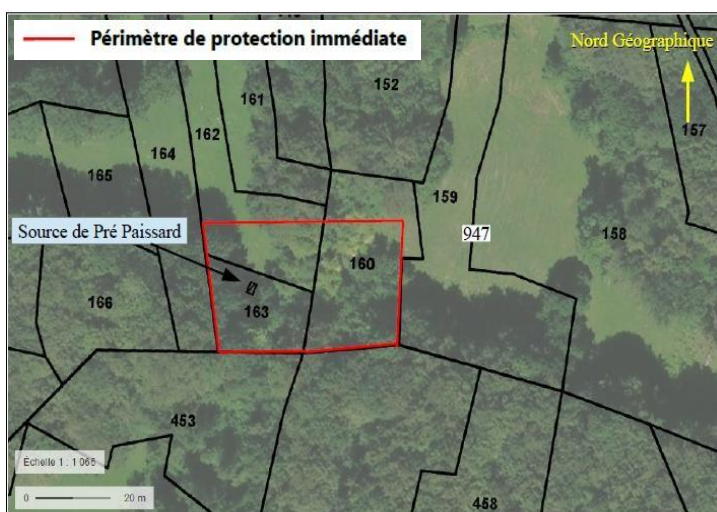 Périmètre de protection immédiate
Nord Géographique
152
161
157
162
164
165
159
Source de Pré Paissard
947
158
160
166
163
453
Échelle 1 : 1 065
0 20 m
458